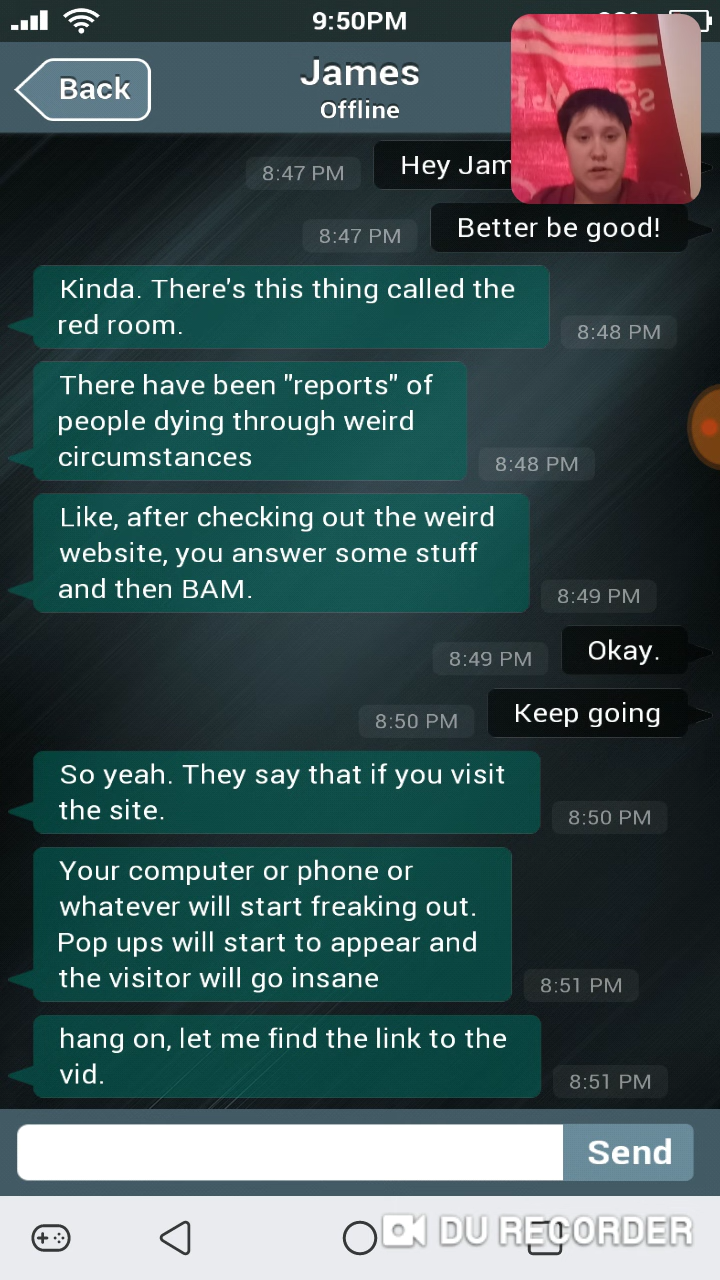 9:50PM
Back
James
Offline
8:47 PM
Hey Jam
8:47 PM
Better be good!
Kinda. There's this thing called the
red room.
8:48 PM
There have been "reports" of
people dying through weird
circumstances
8:48 PM
Like, after checking out the weird
website, you answer some stuff
and then BAM.
8:49 PM
8:49 PM
Okay.
8:50 PM
Keep going
So yeah. They say that if you visit
the site.
8:50 PM
Your computer or phone or
whatever will start freaking out.
Pop ups will start to appear and
the visitor will go insane
8:51 PM
hang on, let me find the link to the
vid.
8:51 PM
Send
DU RECORDER